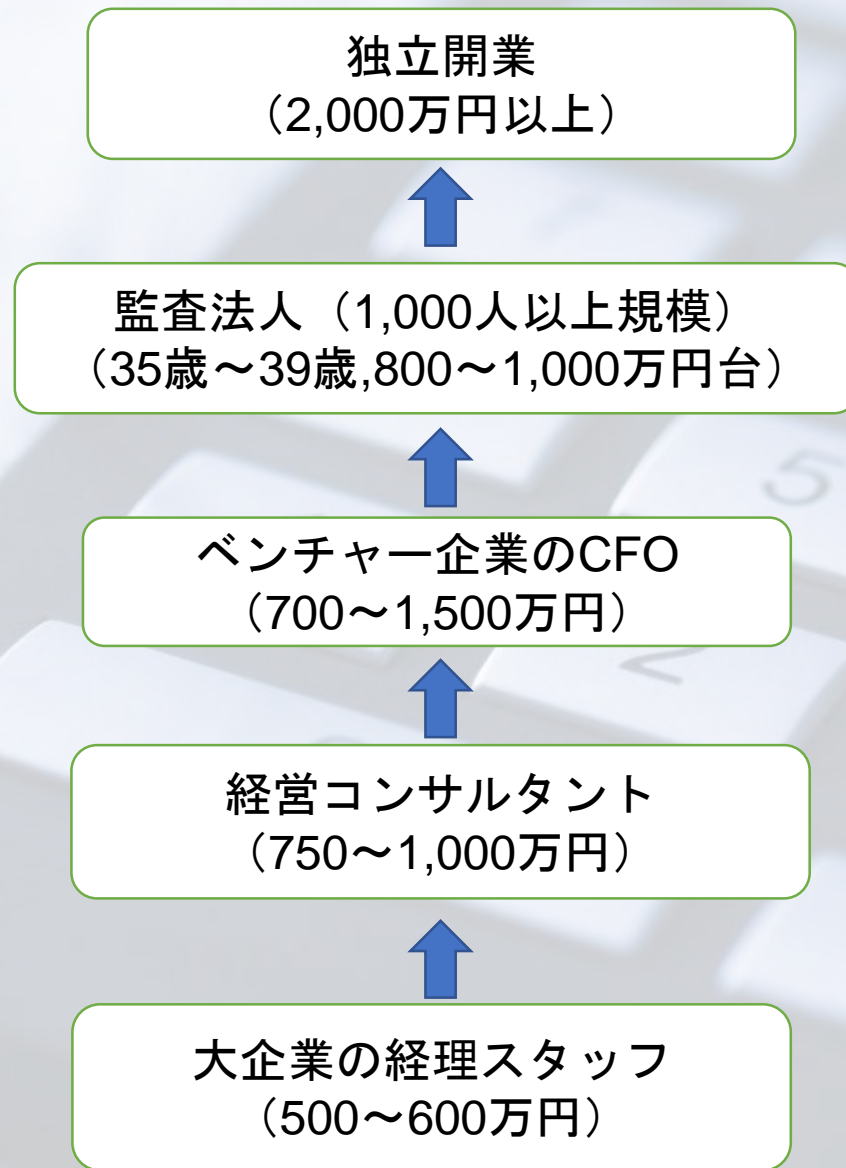 独立開業
（2,000万円以上）
監査法人（1,000人以上規模）
（35歳～39歳,800～1,000万円台）
ベンチャー企業のCFO
（700～1,500万円）
経営コンサルタント
（750～1,000万円）
大企業の経理スタッフ
（500～600万円）
5
2